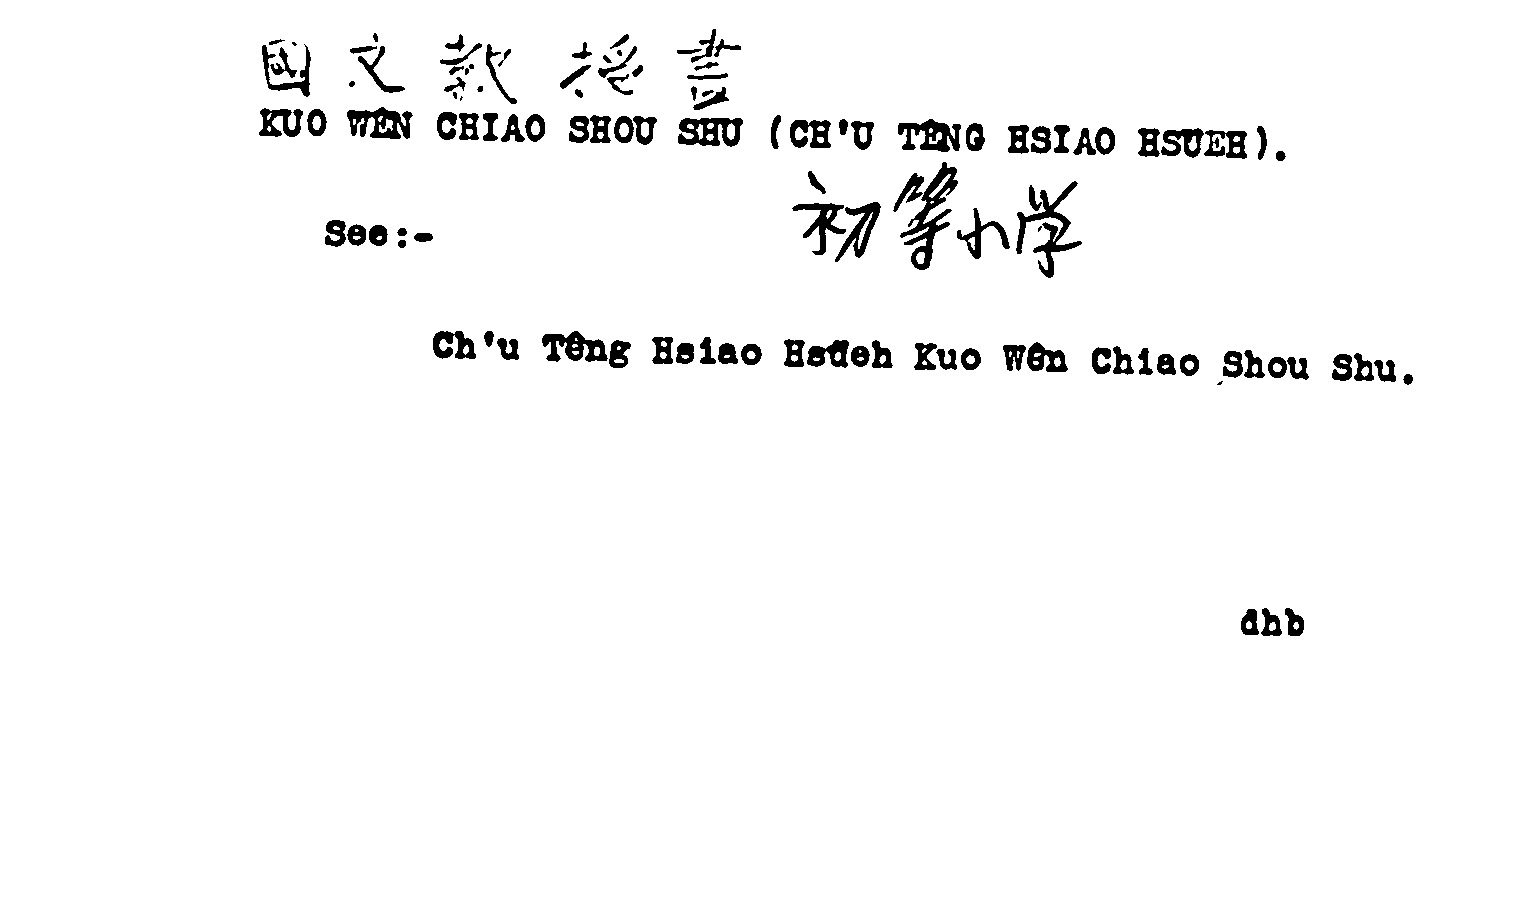 國文教授書
KUO WÊN CHIAO SHOU SHU (CH'U TÊNG HSIAO HSÜEH).
初等小学
See:-
Ch'u Têng Hsiao Hsüeh Kuo Wên Chiao Shou Shu.
dhb